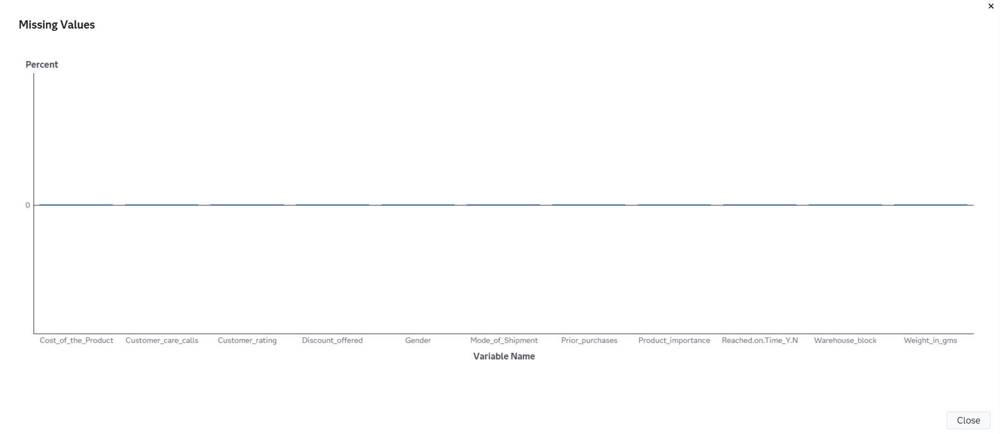 ×
Missing Values
Percent
0
Cost_of_the_Product Customer_care_calls Customer_rating Discount_offered Gender Mode_of_Shipment Prior_purchases Product_importance Reached.on.Time_Y.N Warehouse_block Weight_in_gms
Variable Name
Close